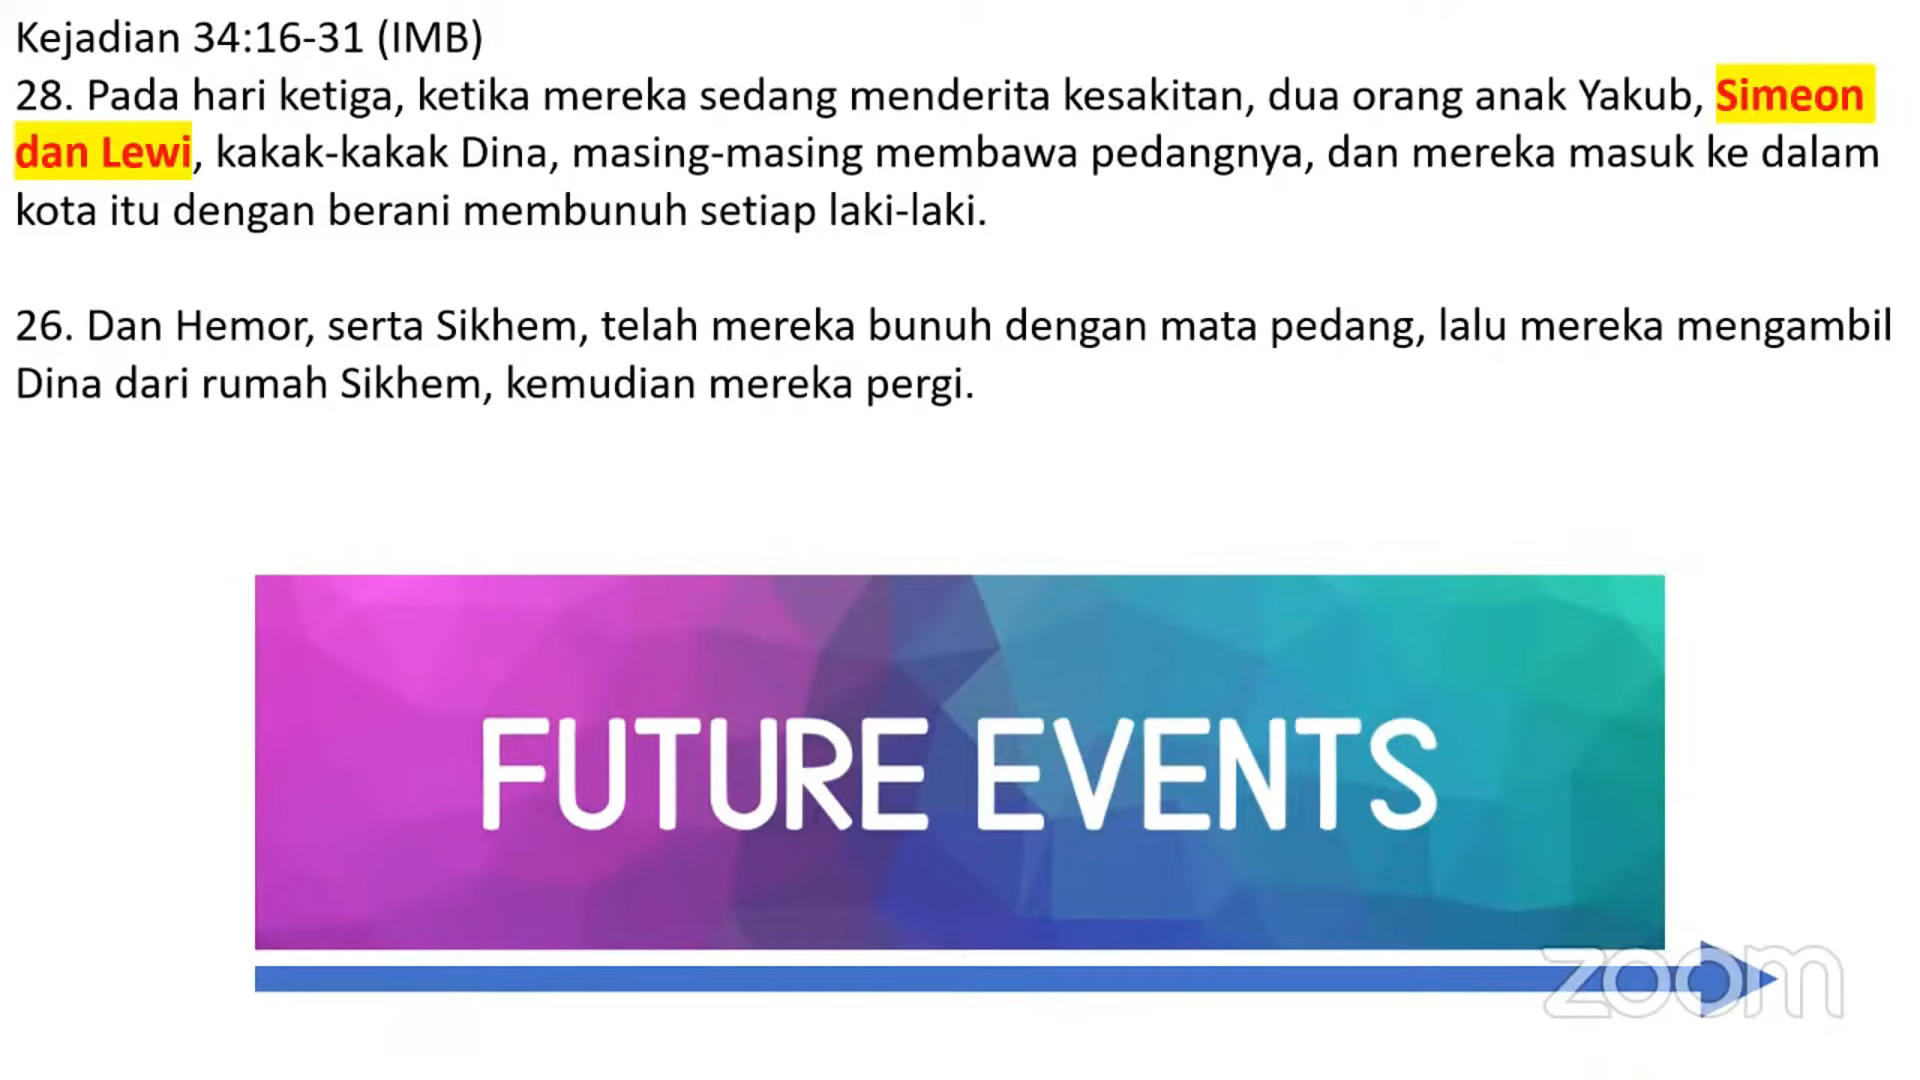 Kejadian 34:16-31 (IMB)
28. Pada hari ketiga, ketika mereka sedang menderita kesakitan, dua orang anak Yakub, Simeon
dan Lewi, kakak-kakak Dina, masing-masing membawa pedangnya, dan mereka masuk ke dalam
kota itu dengan berani membunuh setiap laki-laki.
26. Dan Hemor, serta Sikhem, telah mereka bunuh dengan mata pedang, lalu mereka mengambil
Dina dari rumah Sikhem, kemudian mereka pergi.
FUTURE EVENTS
zoom